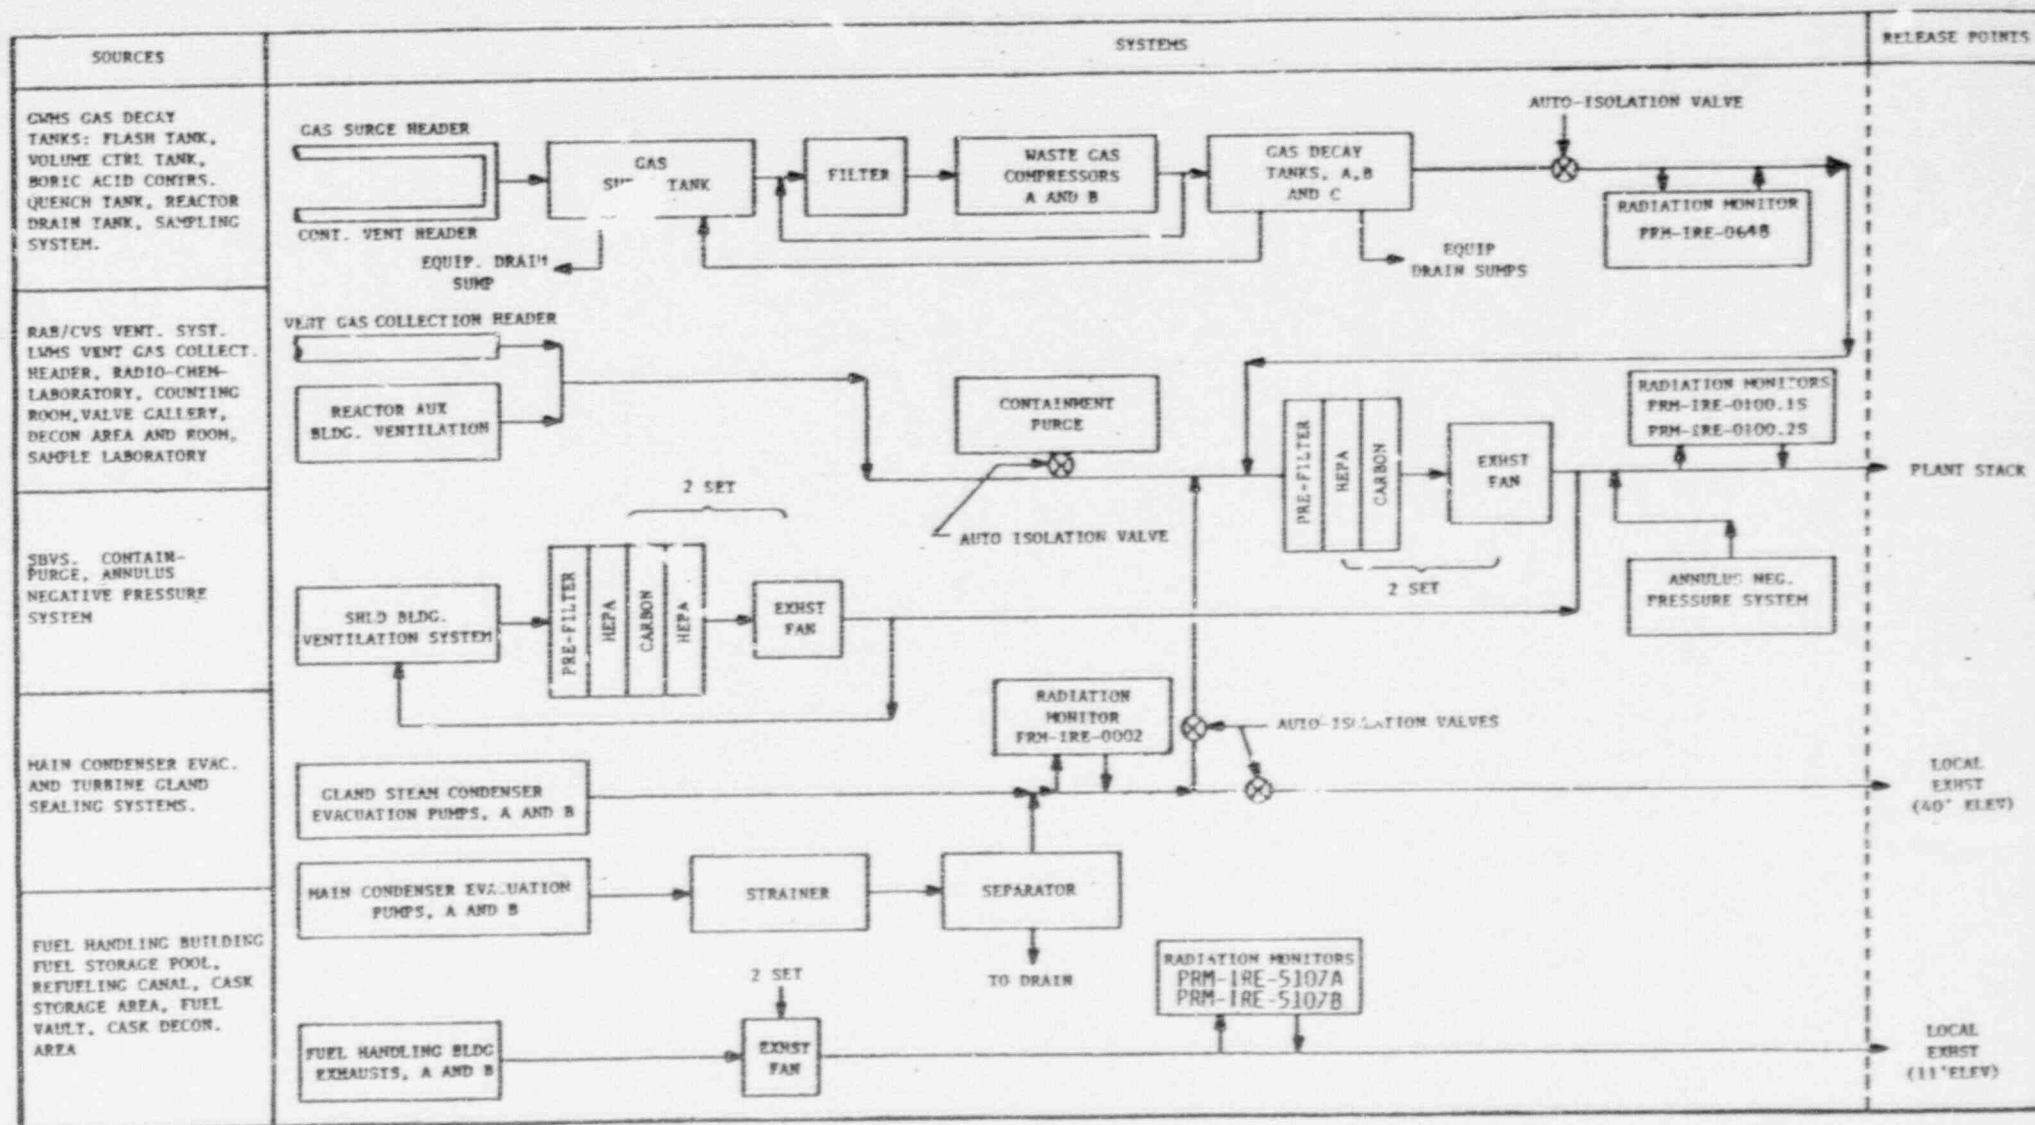 SOURCES
SYSTEMS
RELEASE POINTS
GWMS GAS DECAY
TANKS: FLASH TANK,
VOLUME CTRL TANK,
BORIC ACID CONTRS.
QUENCH TANK, REACTOR
DRAIN TANK, SAMPLING
SYSTEM.
GAS SURGE HEADER
CONT. VENT HEADER
GAS
TANK
EQUIP. DRAIN
SUMP
FILTER
WASTE GAS
COMPRESSORS
A AND B
GAS DECAY
TANKS, A,B
AND C
EQUIP
DRAIN SUMPS
AUTO-ISOLATION VALVE
RADIATION MONITOR
PRM-IRE-0648
RAB/CVS VENT. SYST.
LWMS VENT GAS COLLECT.
HEADER, RADIO-CHEM-
LABORATORY, COUNTING
ROOM,VALVE GALLERY,
DECON AREA AND ROOM,
SAMPLE LABORATORY
VENT GAS COLLECTION HEADER
REACTOR AUX
BLDG. VENTILATION
CONTAINMENT
PURGE
AUTO ISOLATION VALVE
PRE-FILTER
HEPA
CARBON
EXHST
FAN
2 SET
RADIATION MONITORS
PRM-IRE-0100.1S
PRM-IRE-0100.2S
PLANT STACK
SBVS. CONTAIN-
PURGE, ANNULUS
NEGATIVE PRESSURE
SYSTEM
SHLD BLDG.
VENTILATION SYSTEM
2 SET
PRE-FILTER
HEPA
CARBON
HEPA
EXHST
FAN
ANNULUS NEG.
PRESSURE SYSTEM
MAIN CONDENSER EVAC.
AND TURBINE GLAND
SEALING SYSTEMS.
GLAND STEAM CONDENSER
EVACUATION PUMPS, A AND B
RADIATION
MONITOR
PRM-IRE-0002
AUTO-ISOLATION VALVES
LOCAL
EXHST
(40' ELEV)
MAIN CONDENSER EVALUATION
PUMPS, A AND B
STRAINER
SEPARATOR
TO DRAIN
FUEL HANDLING BUILDING
FUEL STORAGE POOL,
REFUELING CANAL, CASK
STORAGE AREA, FUEL
VAULT, CASK DECON.
AREA
FUEL HANDLING BLDG
EXHAUSTS, A AND B
2 SET
EXHST
FAN
RADIATION MONITORS
PRM-IRE-5107A
PRM-IRE-5107B
LOCAL
EXHST
(11'ELEV)